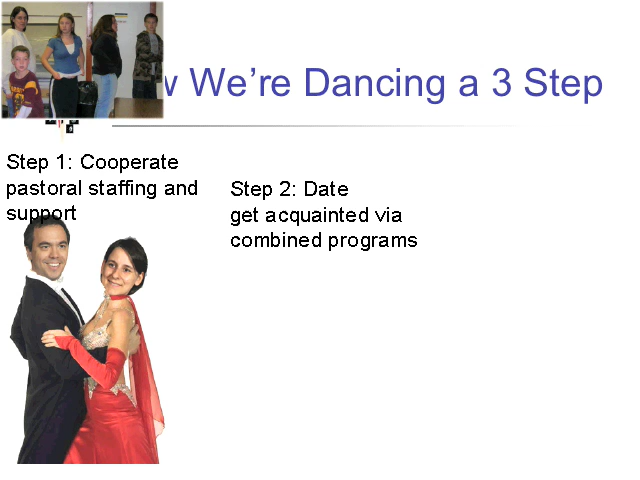 We're Dancing a 3 Step
Step 1: Cooperate
pastoral staffing and
support
Step 2: Date
get acquainted via
combined programs